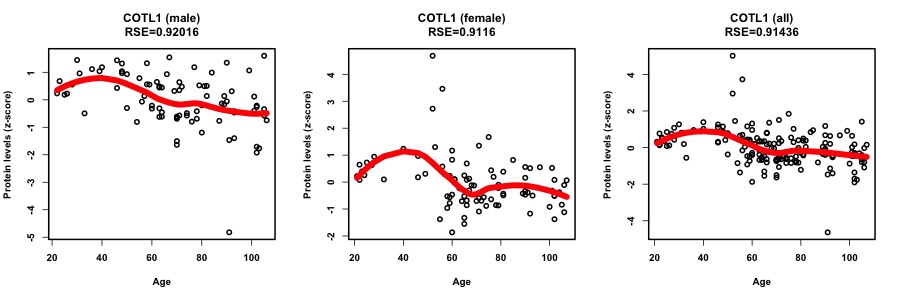 COTL1 (male)
RSE=0.92016
Protein levels (z-score)
1
0
-1
-2
-3
-4
-5
20 40 60 80 100
Age
COTL1 (female)
RSE=0.9116
Protein levels (z-score)
4
3
2
1
0
-1
-2
20 40 60 80 100
Age
COTL1 (all)
RSE=0.91436
Protein levels (z-score)
4
2
0
-2
-4
20 40 60 80 100
Age